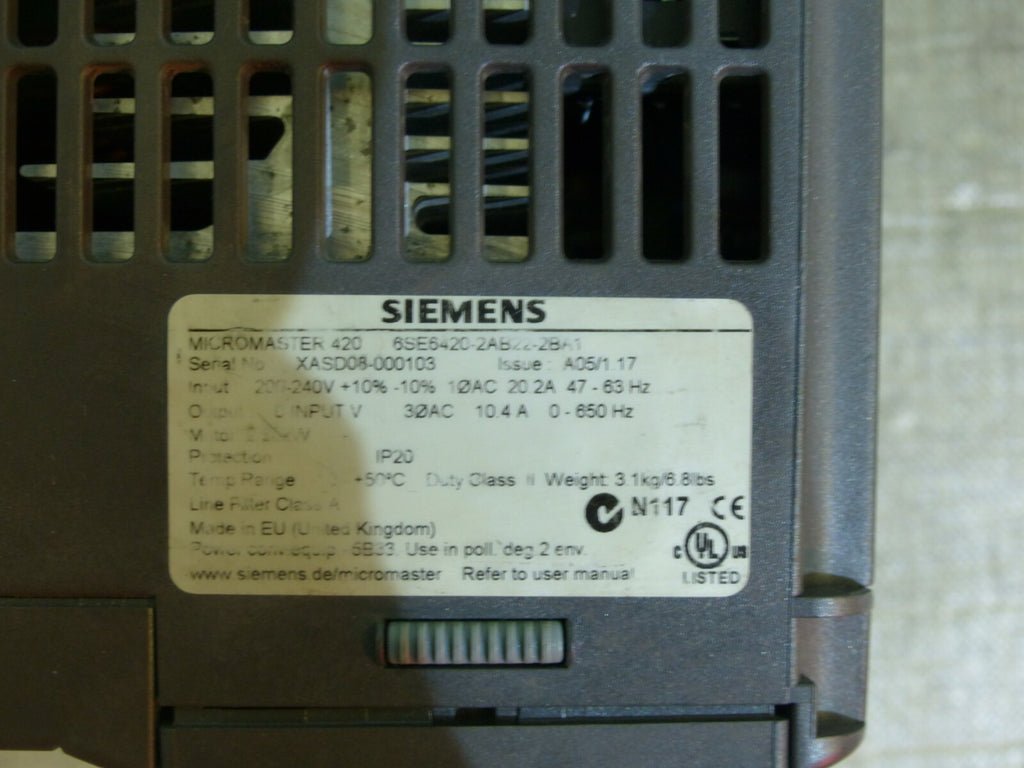 SIEMENS
MICROMASTER 420 6SE6420-2AB22-2BA1
Serial No XASD08-000103 Issue : A05/1.17
Input 200-240V +10% -10% 1ØAC 20.2A 47 - 63 Hz
Output INPUT V 3ØAC 10.4 A 0 - 650 Hz
Motor
Protection IP20
Temp Range +50°C Duty Class II Weight: 3.1kg/6.8lbs
Line Filter Class A
Made in EU (United Kingdom)
Power conv. equip. 5B33. Use in poll. deg.2 env.
www.siemens.de/micromaster Refer to user manual
N117 CE
c UL us
LISTED